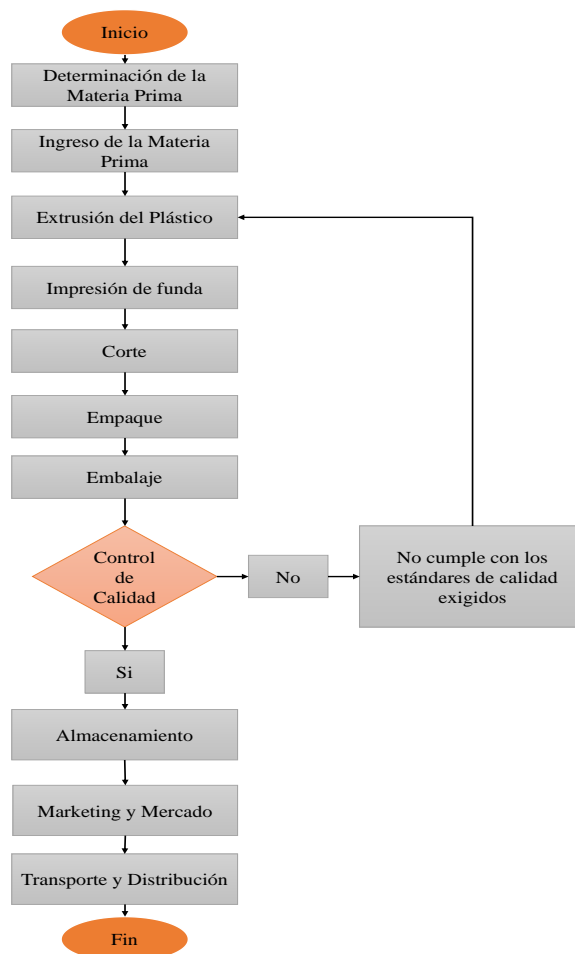 Inicio
Determinación de la
Materia Prima
Ingreso de la Materia
Prima
Extrusión del Plástico
Impresión de funda
Corte
Empaque
Embalaje
Control
de
Calidad
No
No cumple con los
estándares de calidad
exigidos
Si
Almacenamiento
Marketing y Mercado
Transporte y Distribución
Fin